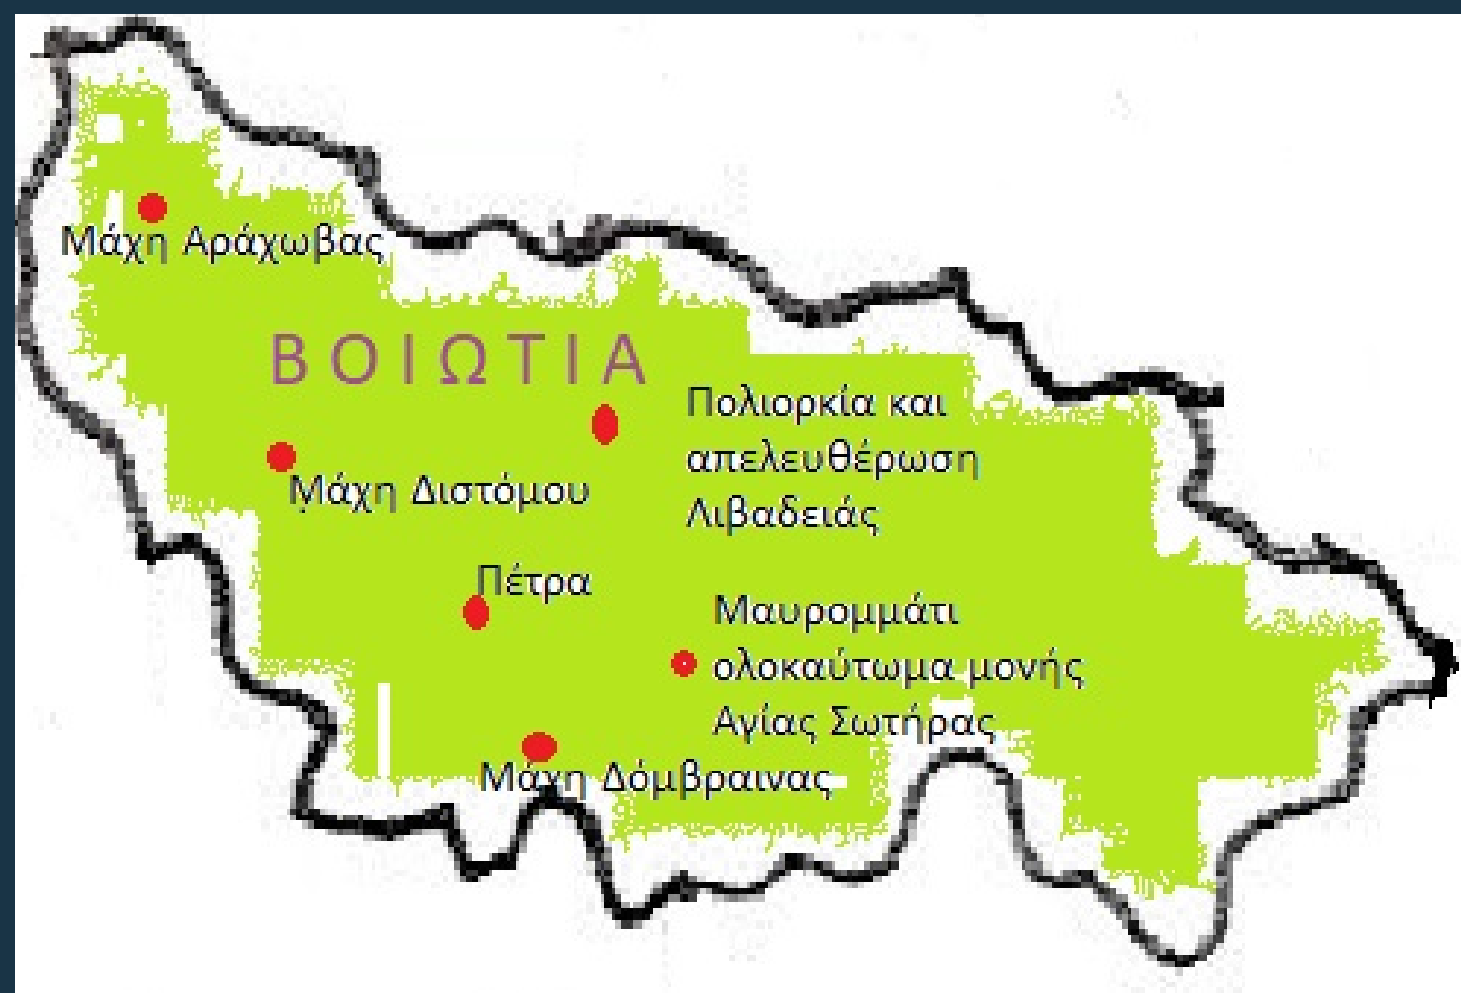 Μάχη Αράχωβας
ΒΟΙΩΤΙΑ
Πολιορκία και
απελευθέρωση
Λιβαδειάς
Μάχη Διστόμου
Πέτρα
Μαυρομμάτι
ολοκαύτωμα μονής
Αγίας Σωτήρας
Μάχη Δόμβραινας